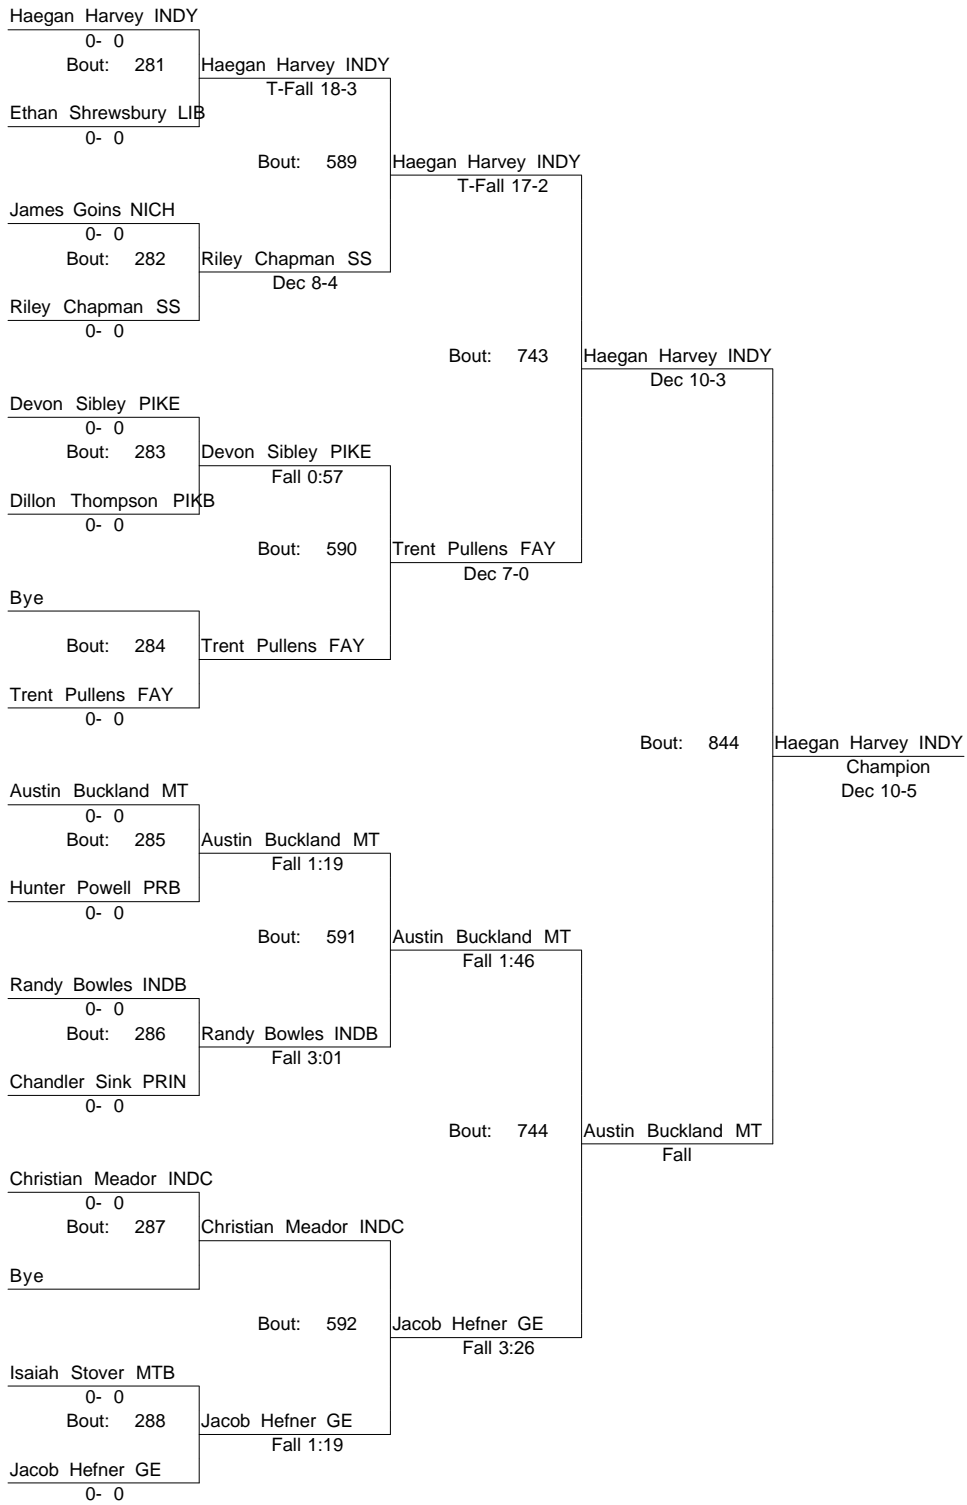 Haegan Harvey INDY
0- 0
Bout: 281
Haegan Harvey INDY
T-Fall 18-3
Ethan Shrewsbury LIB
0- 0
Bout: 589
Haegan Harvey INDY
T-Fall 17-2
James Goins NICH
0- 0
Bout: 282
Riley Chapman SS
Dec 8-4
Riley Chapman SS
0- 0
Bout: 743
Haegan Harvey INDY
Dec 10-3
Devon Sibley PIKE
0- 0
Bout: 283
Devon Sibley PIKE
Fall 0:57
Dillon Thompson PIKB
0- 0
Bout: 590
Trent Pullens FAY
Dec 7-0
Bye
Bout: 284
Trent Pullens FAY
Trent Pullens FAY
0- 0
Bout: 844
Haegan Harvey INDY
Champion
Dec 10-5
Austin Buckland MT
0- 0
Bout: 285
Austin Buckland MT
Fall 1:19
Hunter Powell PRB
0- 0
Bout: 591
Austin Buckland MT
Fall 1:46
Randy Bowles INDB
0- 0
Bout: 286
Randy Bowles INDB
Fall 3:01
Chandler Sink PRIN
0- 0
Bout: 744
Austin Buckland MT
Fall
Christian Meador INDC
0- 0
Bout: 287
Christian Meador INDC
Bye
Bout: 592
Jacob Hefner GE
Fall 3:26
Isaiah Stover MTB
0- 0
Bout: 288
Jacob Hefner GE
Fall 1:19
Jacob Hefner GE
0- 0